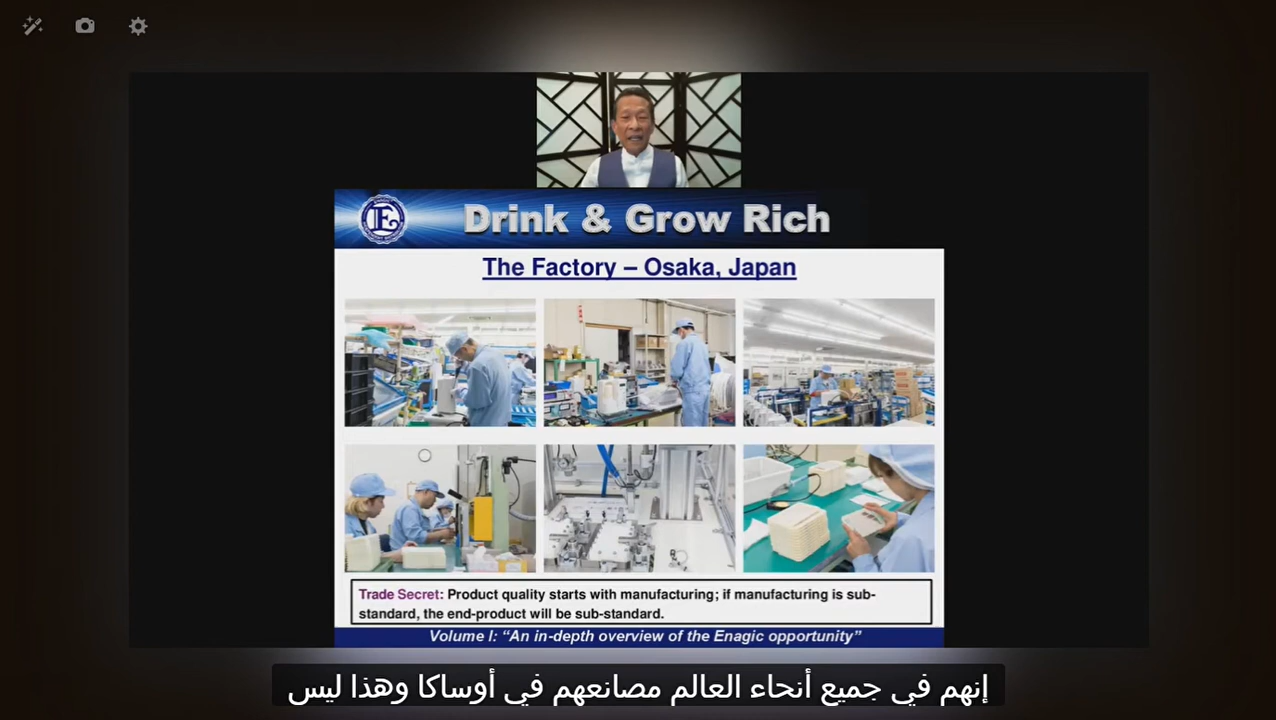 Drink & Grow Rich
The Factory – Osaka, Japan
Trade Secret: Product quality starts with manufacturing; if manufacturing is sub-
standard, the end-product will be sub-standard.
Volume I: “An in-depth overview of the Enagic opportunity”
إنهم في جميع أنحاء العالم مصانعهم في أوساكا وهذا ليس